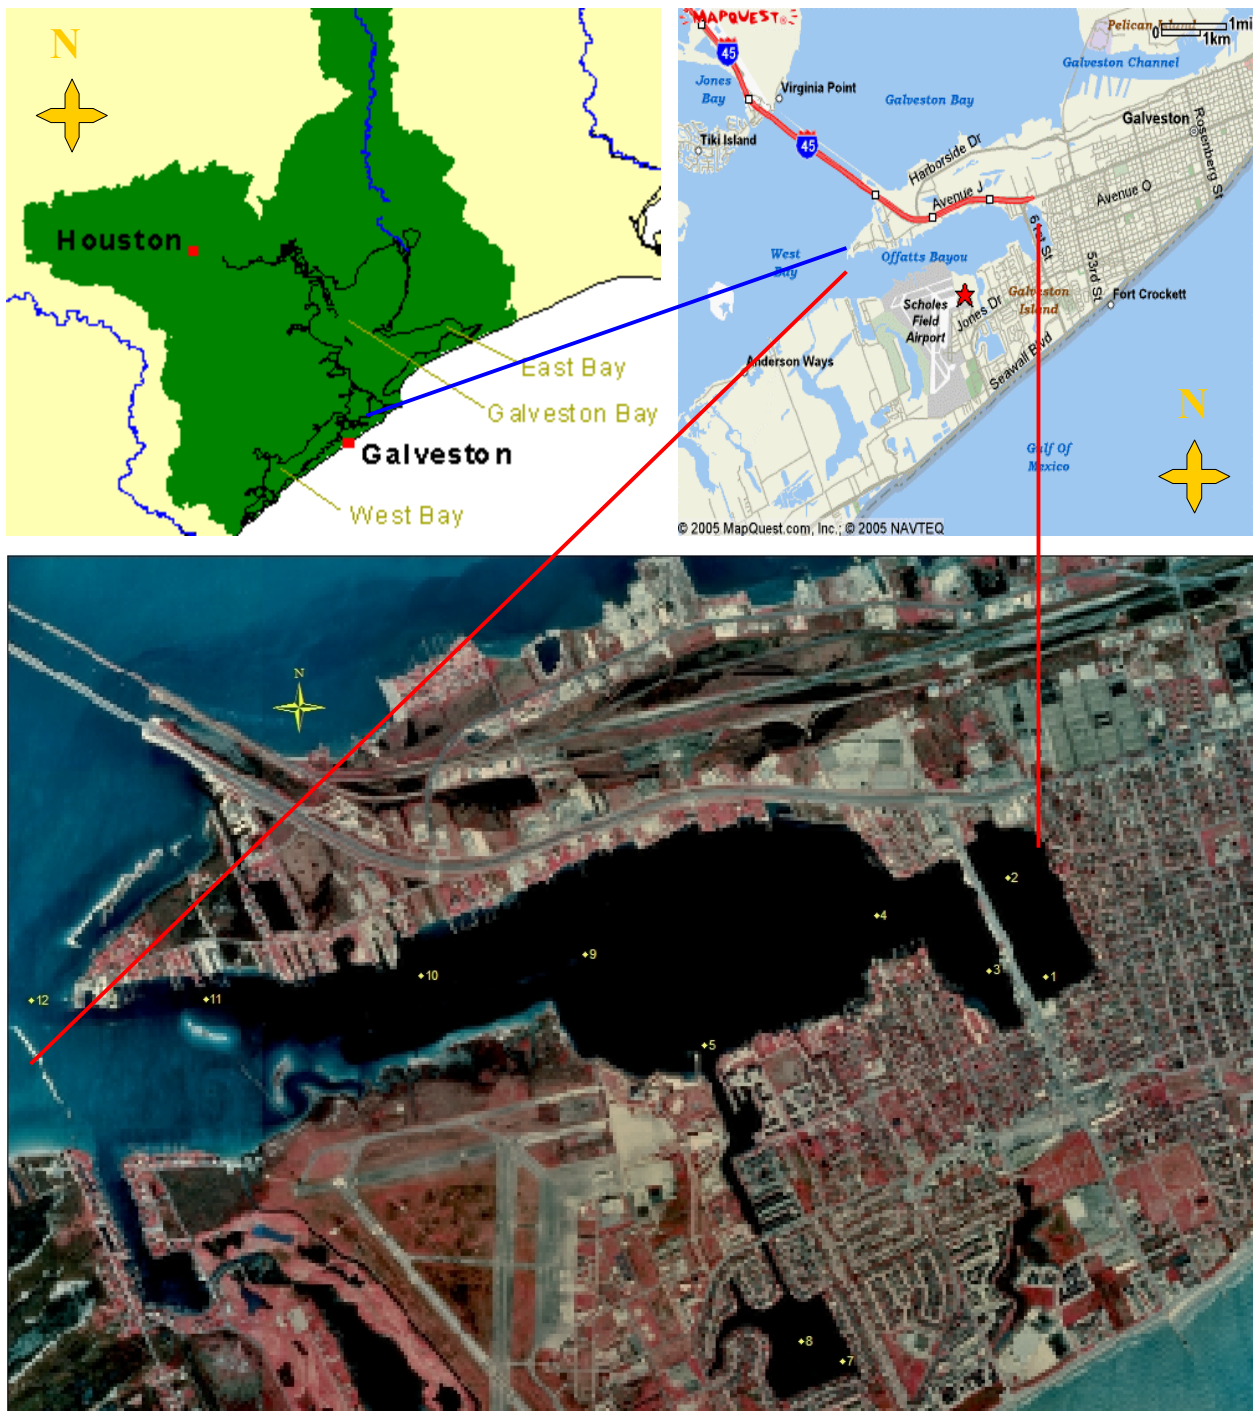 N
Houston
East Bay
Galveston Bay
Galveston
West Bay
MAPQUEST
Pelican Island
0 1mi
1km
45
Galveston Channel
Jones
Bay
Virginia Point
Galveston Bay
Galveston
Tiki Island
45
Harborside Dr
Rosenberg St
Avenue J
Avenue O
61st St
West
Bay
Offatts Bayou
53rd St
Scholes
Field
Airport
Jones Dr
Galveston
Island
Fort Crockett
Seawall Blvd
Anderson Ways
N
Gulf Of
Mexico
© 2005 MapQuest.com, Inc.; © 2005 NAVTEQ
N
2
4
9
3
1
10
12
11
5
8
7